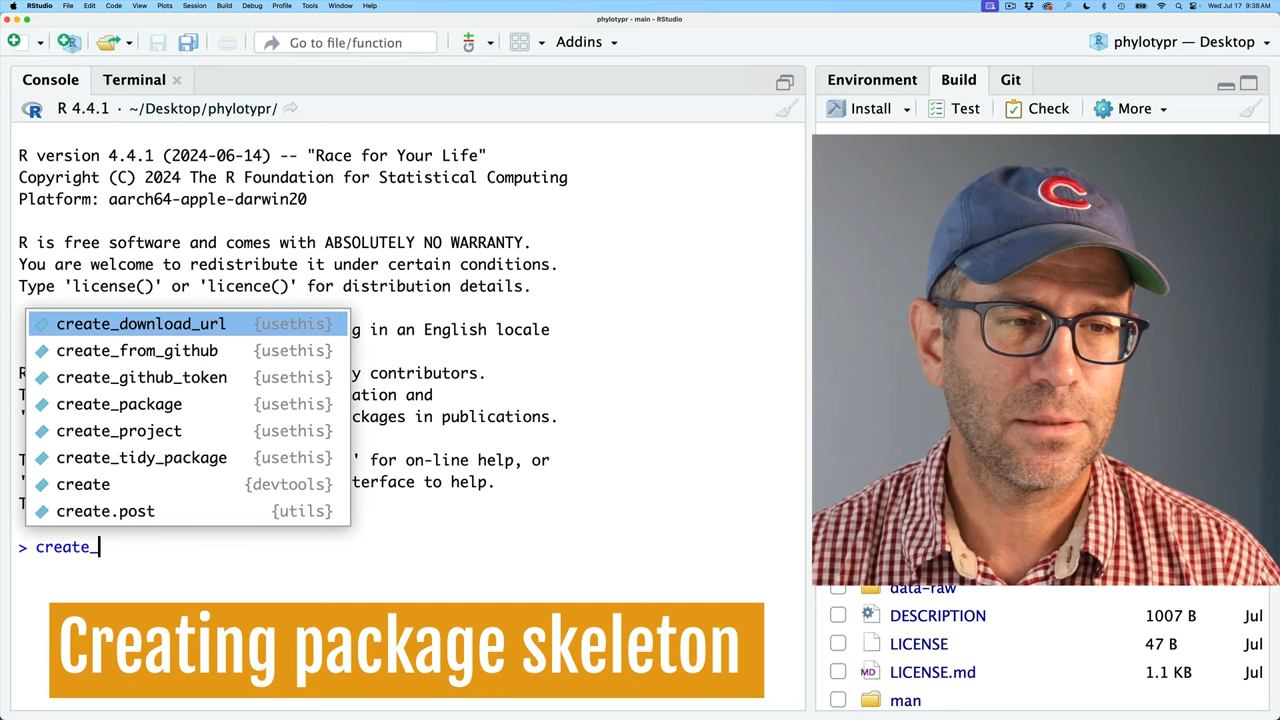 RStudio File Edit Code View Plots Session Build Debug Profile Tools Window Help
Wed Jul 17 9:38 AM
phylotypr - main - RStudio
Go to file/function
Addins
phylotypr — Desktop
Console Terminal
R 4.4.1 · ~/Desktop/phylotypr/
Environment Build Git
Install Test Check More
R version 4.4.1 (2024-06-14) -- "Race for Your Life"
Copyright (C) 2024 The R Foundation for Statistical Computing
Platform: aarch64-apple-darwin20
R is free software and comes with ABSOLUTELY NO WARRANTY.
You are welcome to redistribute it under certain conditions.
Type 'license()' or 'licence()' for distribution details.
g in an English locale
y contributors.
ation and
ckages in publications.
' for on-line help, or
terface to help.
create_download_url {usethis}
create_from_github {usethis}
create_github_token {usethis}
create_package {usethis}
create_project {usethis}
create_tidy_package {usethis}
create {devtools}
create.post {utils}
> create_
Creating package skeleton
C
data-raw
DESCRIPTION 1007 B Jul
LICENSE 47 B Jul
LICENSE.md 1.1 KB Jul
man